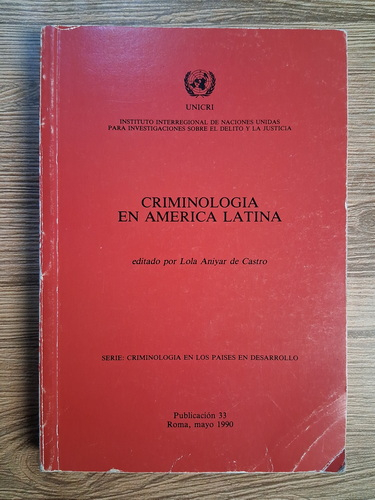 UNICRI
INSTITUTO INTERREGIONAL DE NACIONES UNIDAS
PARA INVESTIGACIONES SOBRE EL DELITO Y LA JUSTICIA
CRIMINOLOGIA
EN AMERICA LATINA
editado por Lola Aniyar de Castro
SERIE: CRIMINOLOGIA EN LOS PAISES EN DESARROLLO
Publicación 33
Roma, mayo 1990